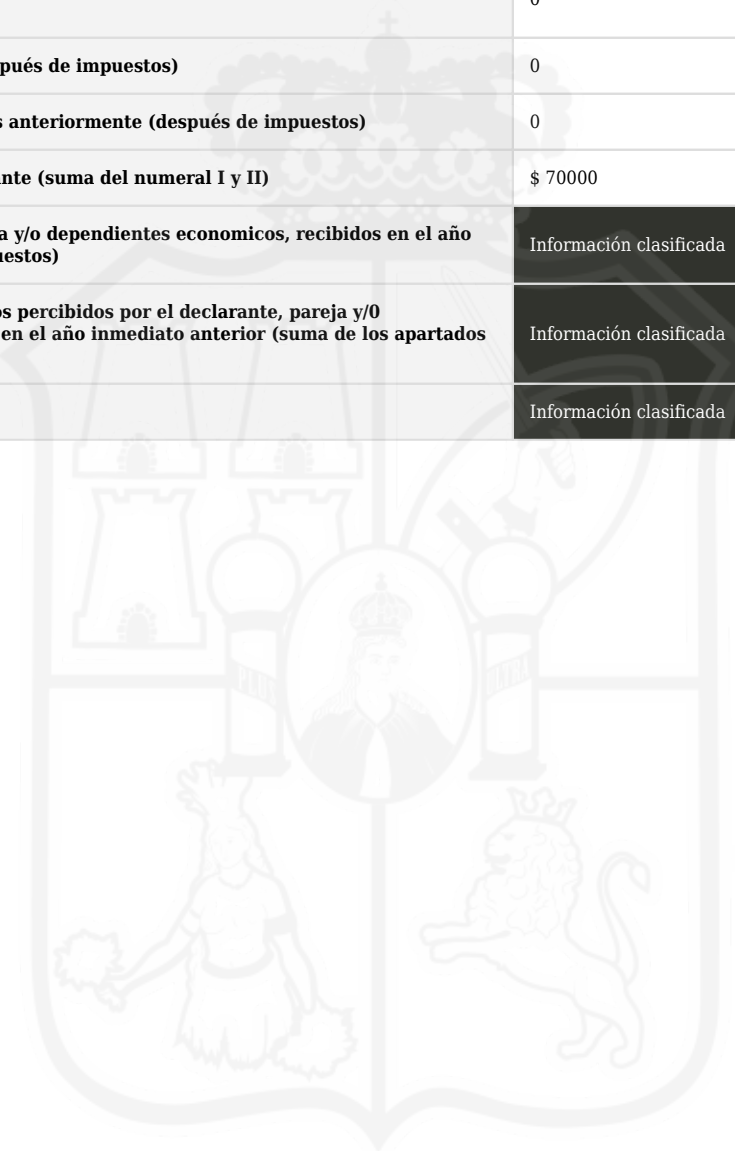 0
pués de impuestos)
0
s anteriormente (después de impuestos)
0
nte (suma del numeral I y II)
$ 70000
a y/o dependientes economicos, recibidos en el año
uestos)
Información clasificada
os percibidos por el declarante, pareja y/0
en el año inmediato anterior (suma de los apartados
Información clasificada
Información clasificada
PLUS
ULTRA